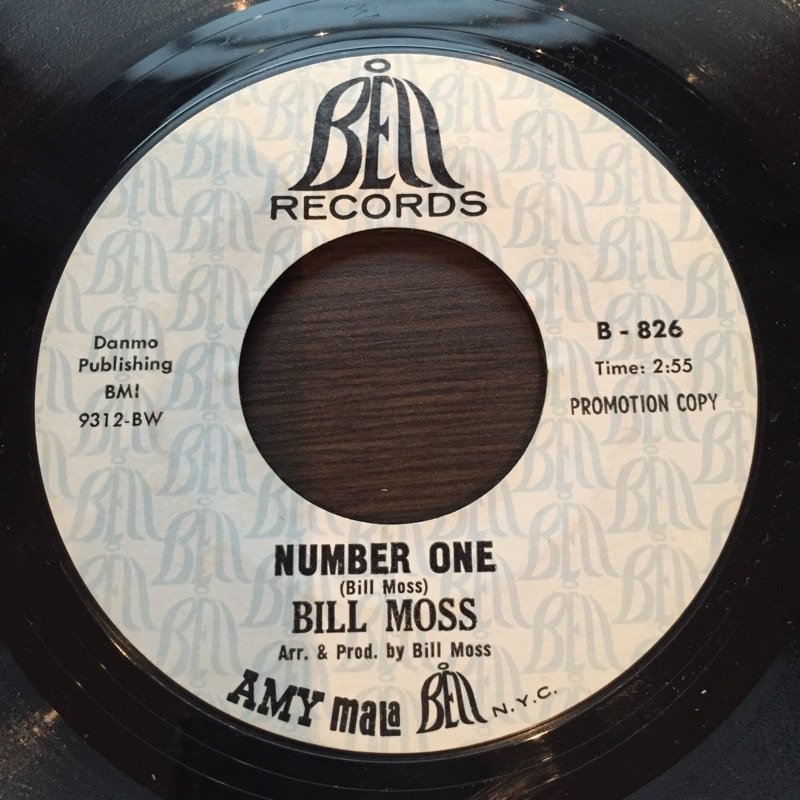 BELL
RECORDS
Danmo
Publishing
BMI
9312-BW
B - 826
Time: 2:55
PROMOTION COPY
NUMBER ONE
(Bill Moss)
BILL MOSS
Arr. & Prod. by Bill Moss
AMY mala BELL N.Y.C.